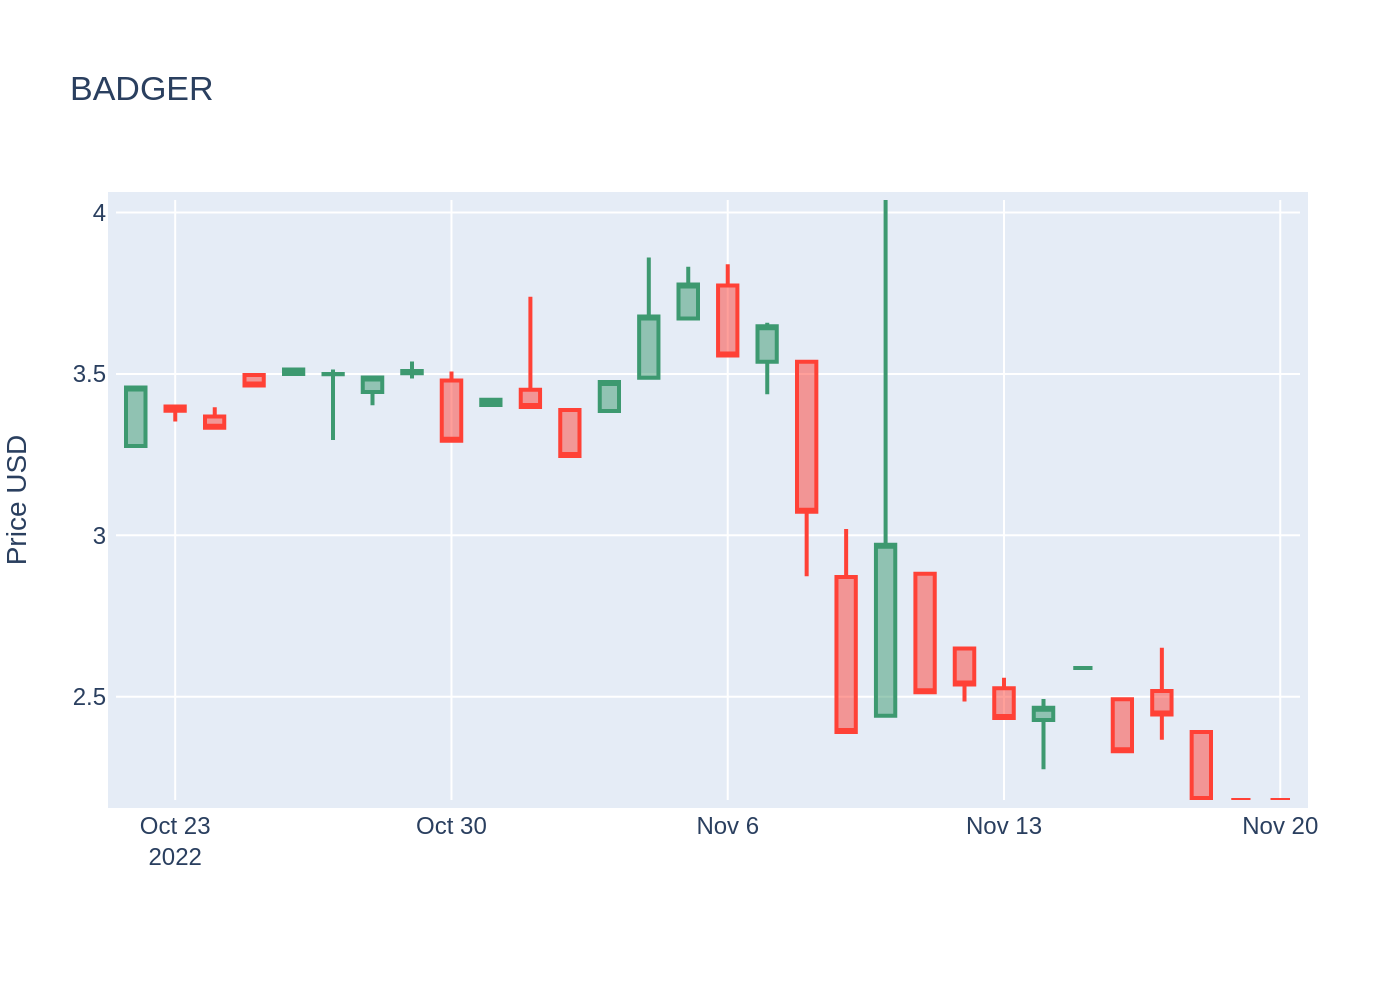 BADGER
Price USD
4
3.5
3
2.5
Oct 23
2022
Oct 30
Nov 6
Nov 13
Nov 20